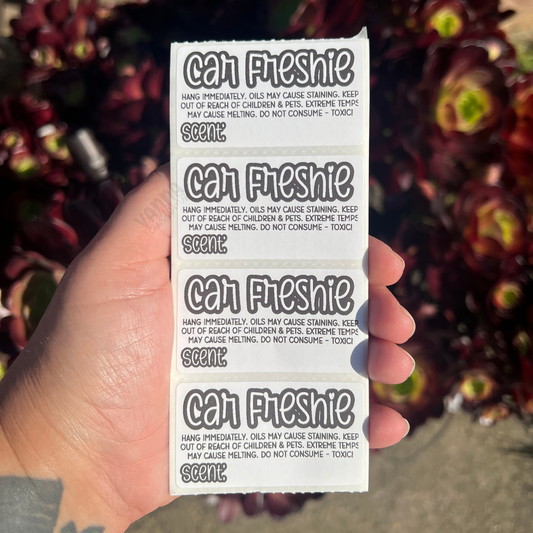 Car Freshie
HANG IMMEDIATELY. OILS MAY CAUSE STAINING. KEEP
OUT OF REACH OF CHILDREN & PETS. EXTREME TEMPS
MAY CAUSE MELTING. DO NOT CONSUME - TOXIC!
Scent:
Car Freshie
HANG IMMEDIATELY. OILS MAY CAUSE STAINING. KEEP
OUT OF REACH OF CHILDREN & PETS. EXTREME TEMPS
MAY CAUSE MELTING. DO NOT CONSUME - TOXIC!
Scent:
Car Freshie
HANG IMMEDIATELY. OILS MAY CAUSE STAINING. KEEP
OUT OF REACH OF CHILDREN & PETS. EXTREME TEMPS
MAY CAUSE MELTING. DO NOT CONSUME - TOXIC!
Scent:
Car Freshie
HANG IMMEDIATELY. OILS MAY CAUSE STAINING. KEEP
OUT OF REACH OF CHILDREN & PETS. EXTREME TEMPS
MAY CAUSE MELTING. DO NOT CONSUME - TOXIC!
Scent: